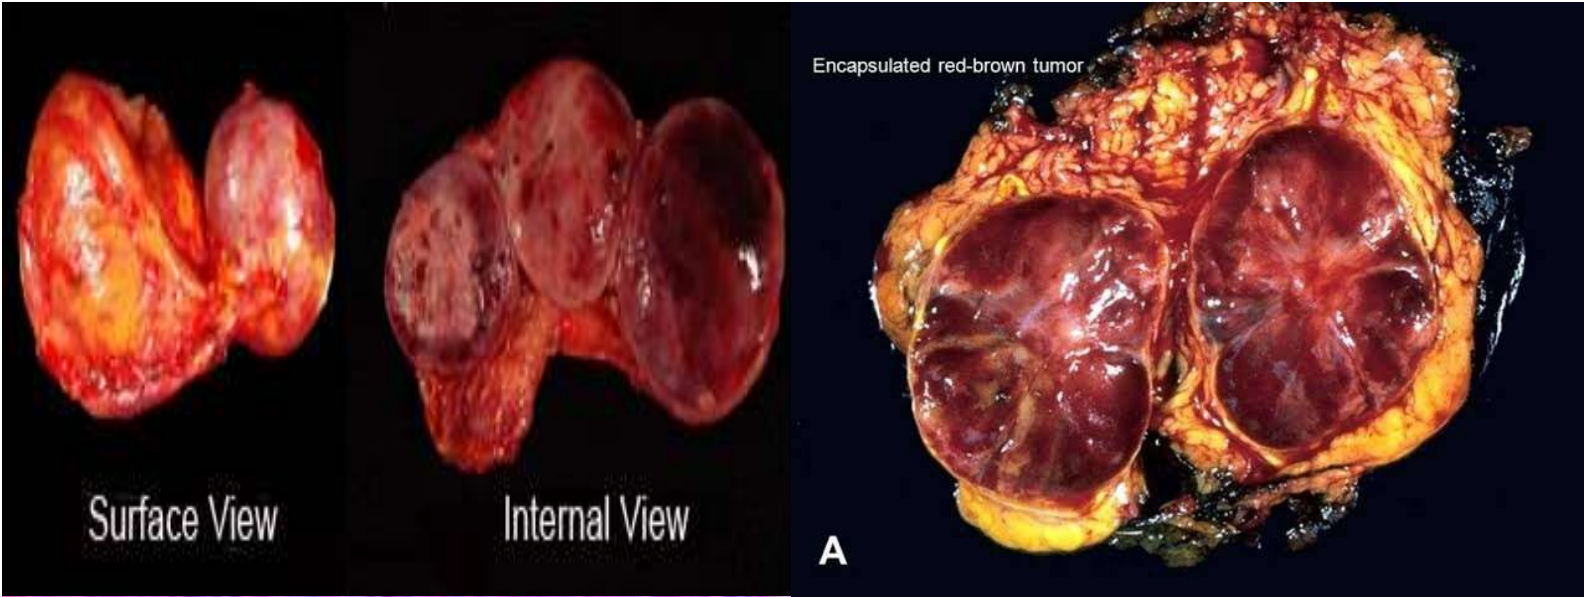 Surface View
Internal View
Encapsulated red-brown tumor
A